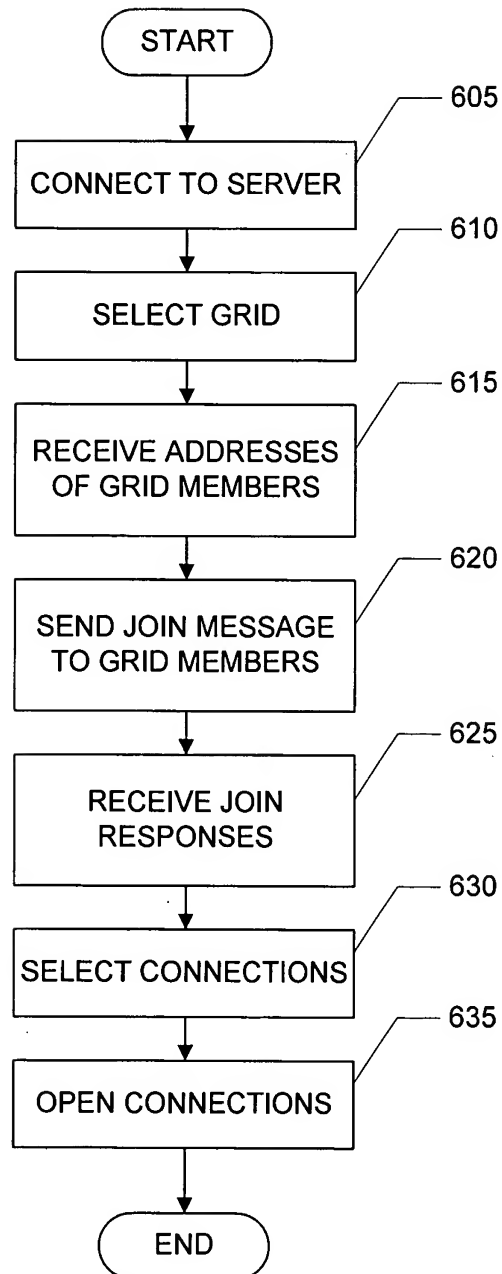 START
605
CONNECT TO SERVER
610
SELECT GRID
615
RECEIVE ADDRESSES
OF GRID MEMBERS
620
SEND JOIN MESSAGE
TO GRID MEMBERS
625
RECEIVE JOIN
RESPONSES
630
SELECT CONNECTIONS
635
OPEN CONNECTIONS
END